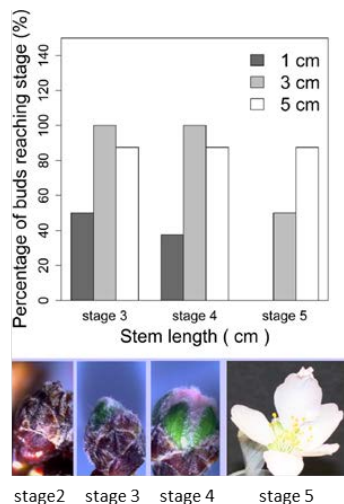 Percentage of buds reaching stage (%)
140
120
100
80
60
40
20
0
1 cm
3 cm
5 cm
stage 3 stage 4 stage 5
Stem length ( cm )
stage2 stage 3 stage 4 stage 5